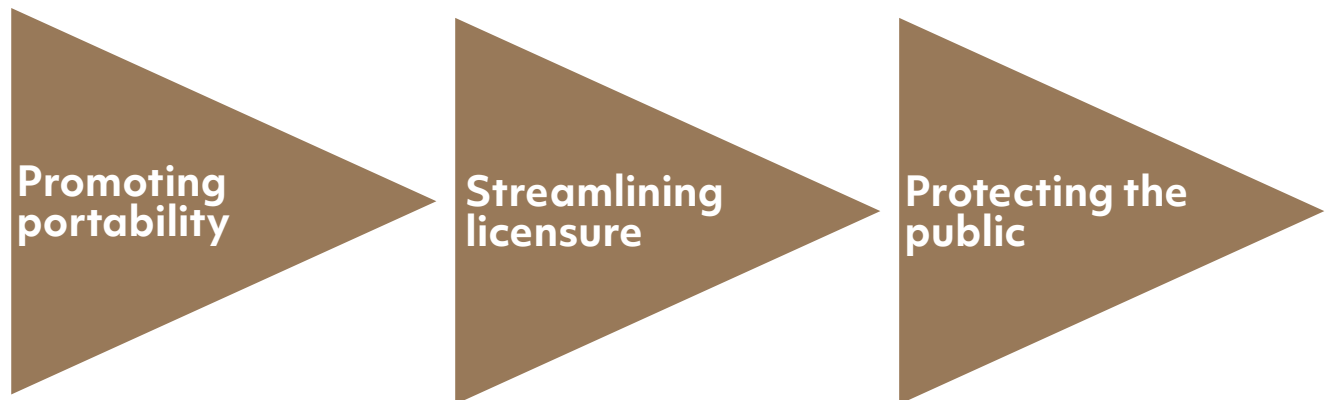 Promoting
portability
Streamlining
licensure
Protecting the
public